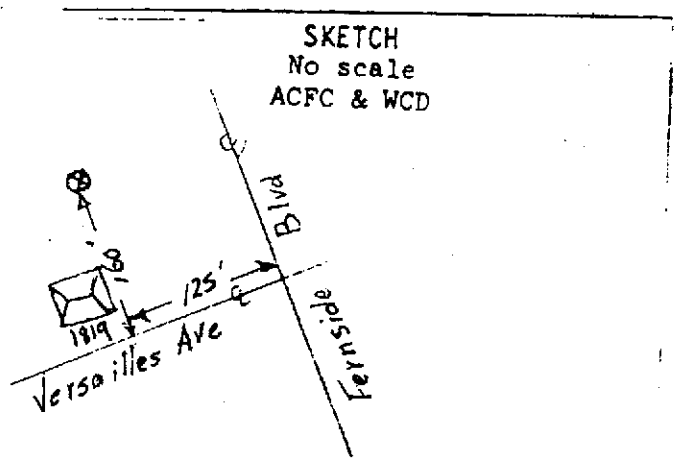 SKETCH
No scale
ACFC & WCD
Blvd
125'
1819
Versailles Ave
Fernside